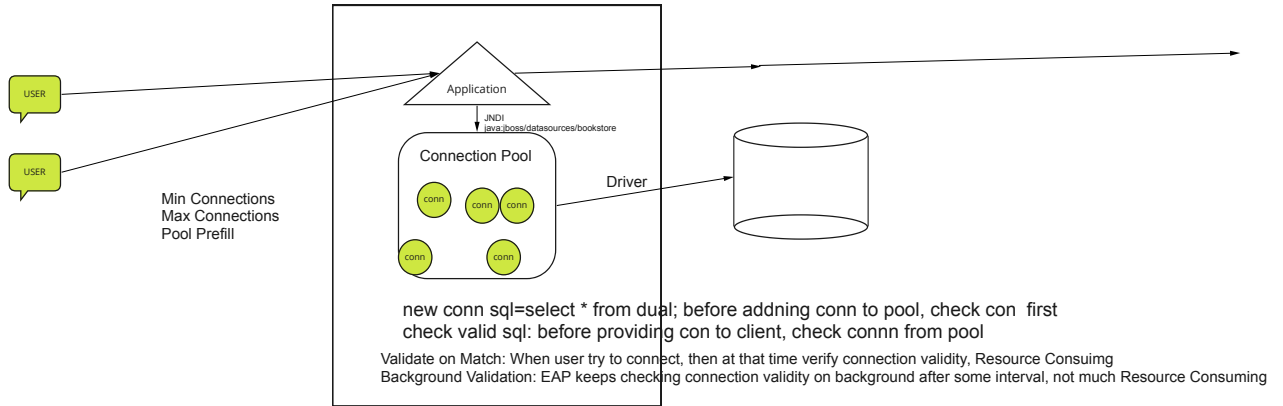 USER
USER
Application
JNDI
java:jboss/datasources/bookstore
Connection Pool
conn
conn
conn
conn
conn
Driver
Min Connections
Max Connections
Pool Prefill
new conn sql=select * from dual; before addning conn to pool, check con first
check valid sql: before providing con to client, check connn from pool
Validate on Match: When user try to connect, then at that time verify connection validity, Resource Consuimg
Background Validation: EAP keeps checking connection validity on background after some interval, not much Resource Consuming